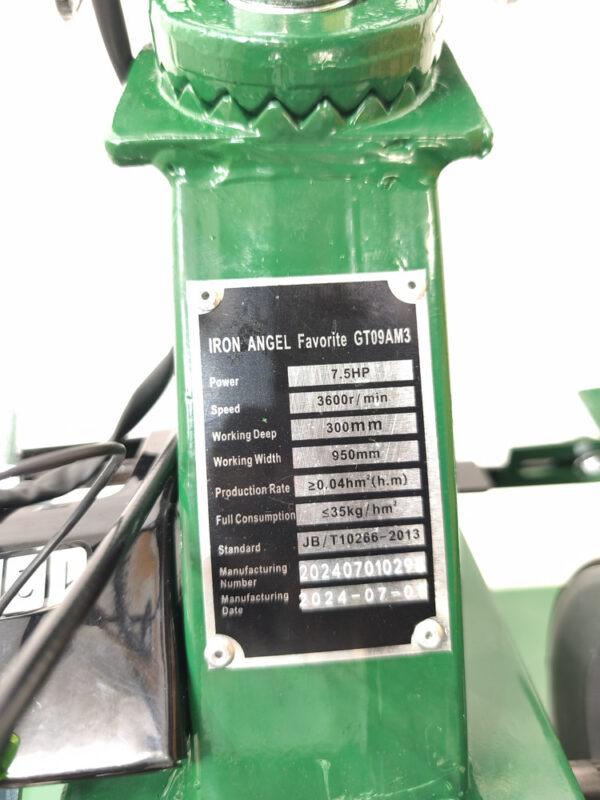 IRON ANGEL Favorite GT09AM3
Power 7.5HP
Speed 3600r/min
Working Deep 300mm
Working Width 950mm
Production Rate ≥0.04hm²(h.m)
Full Consumption ≤35kg/hm²
Standard JB/T10266-2013
Manufacturing
Number
Manufacturing
Date 2024-07-01